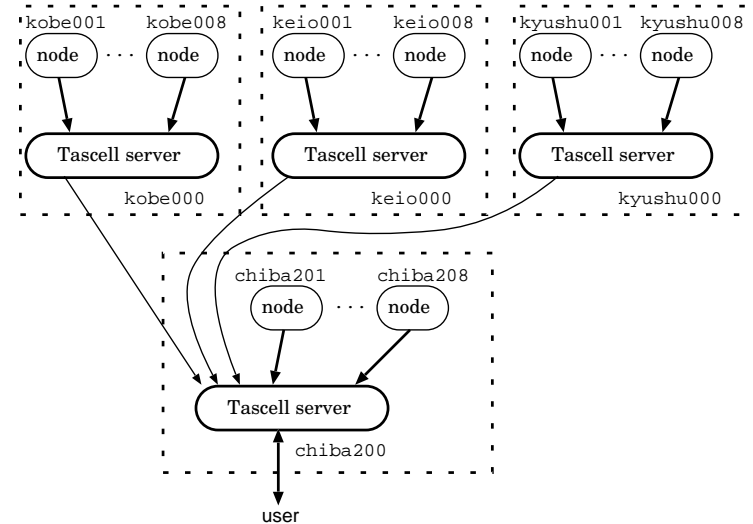 kobe001 kobe008 keio001 keio008 kyushu001 kyushu008
node ··· node node ··· node node ··· node
Tascell server Tascell server Tascell server
kobe000 keio000 kyushu000
chiba201 chiba208
node ··· node
Tascell server
chiba200
user